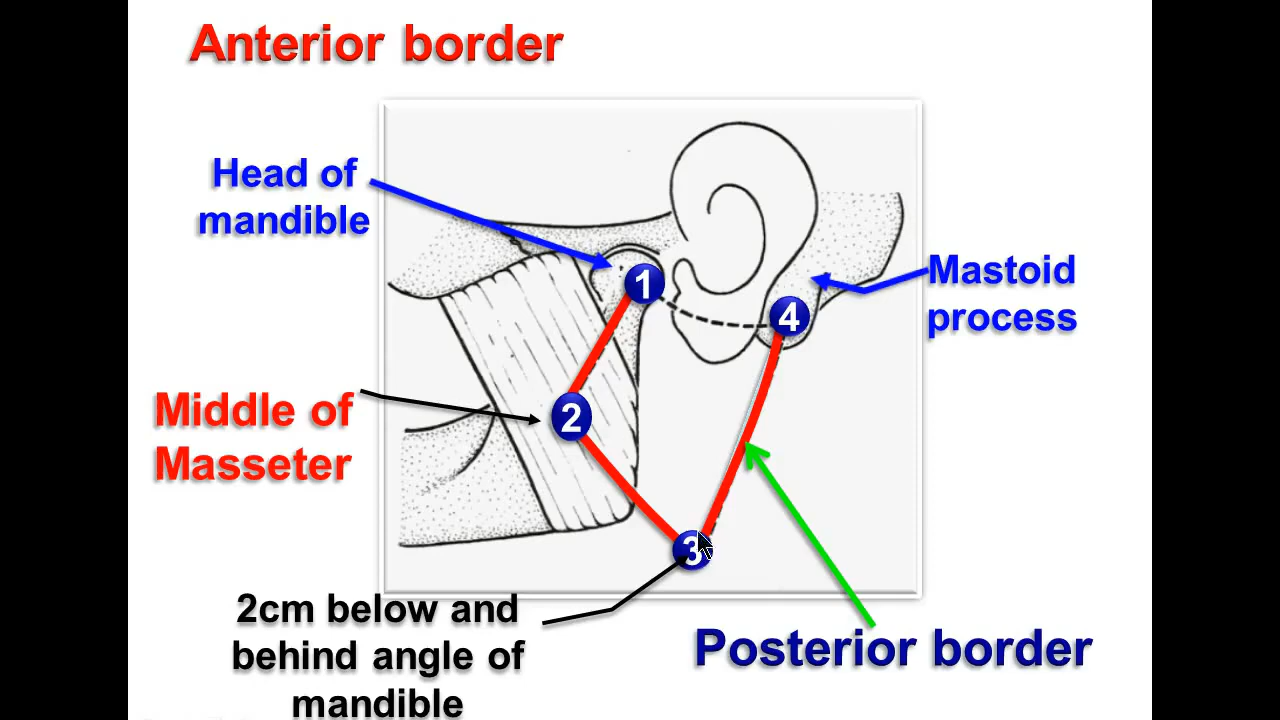 Anterior border
Head of
mandible
1
Mastoid
process
4
Middle of
Masseter
2
3
2cm below and
behind angle of
mandible
Posterior border